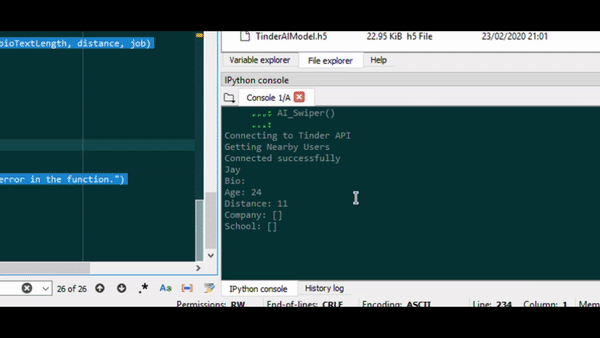 TinderAIModel.h5 22.95 KiB h5 File 23/02/2020 21:01
bioTextLength, distance, job)
Variable explorer File explorer Help
IPython console
Console 1/A
...: AI_Swiper()
...:
Connecting to Tinder API
Getting Nearby Users
Connected successfully
Jay
Bio:
Age: 24
Distance: 11
Company: []
School: []
error in the function.")
26 of 26 .* Aa
IPython console History log
Permissions: RW End-of-lines: CRLF Encoding: ASCII Line: 234 Column: 1